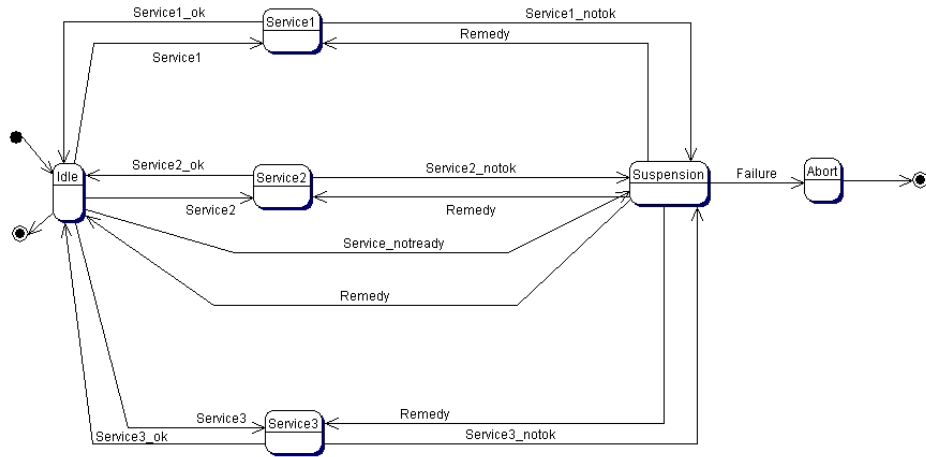 Service1_ok
Service1
Service1_notok
Remedy
Service1
Service2_ok
Idle
Service2
Service2_notok
Suspension
Failure
Abort
Service2
Remedy
Service_notready
Remedy
Service3
Service3_ok
Service3
Remedy
Service3_notok